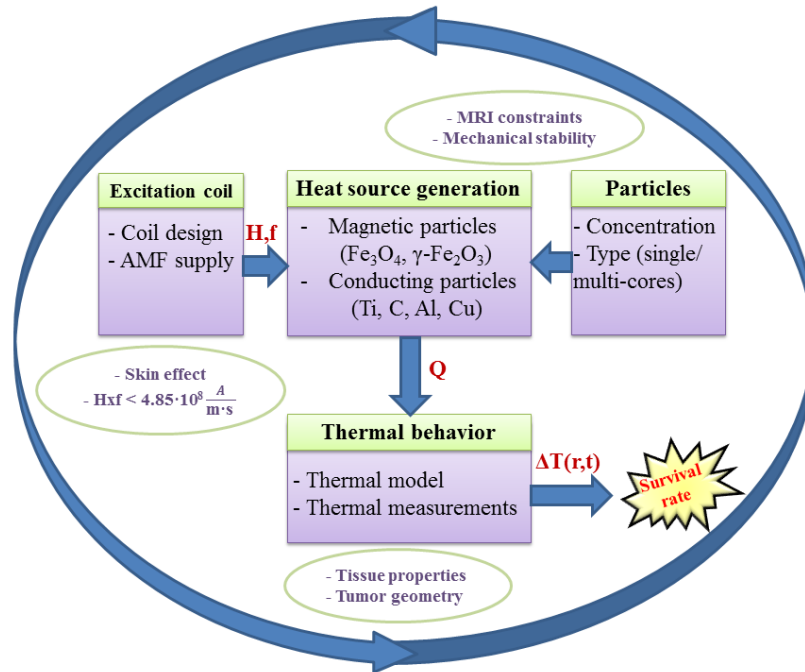 - MRI constraints
- Mechanical stability
Excitation coil
- Coil design
- AMF supply
H,f
Heat source generation
- Magnetic particles
(Fe₃O₄, γ-Fe₂O₃)
- Conducting particles
(Ti, C, Al, Cu)
Particles
- Concentration
- Type (single/
multi-cores)
- Skin effect
- Hxf < 4.85·10⁸ A/m·s
Q
Thermal behavior
- Thermal model
- Thermal measurements
ΔT(r,t)
Survival
rate
- Tissue properties
- Tumor geometry